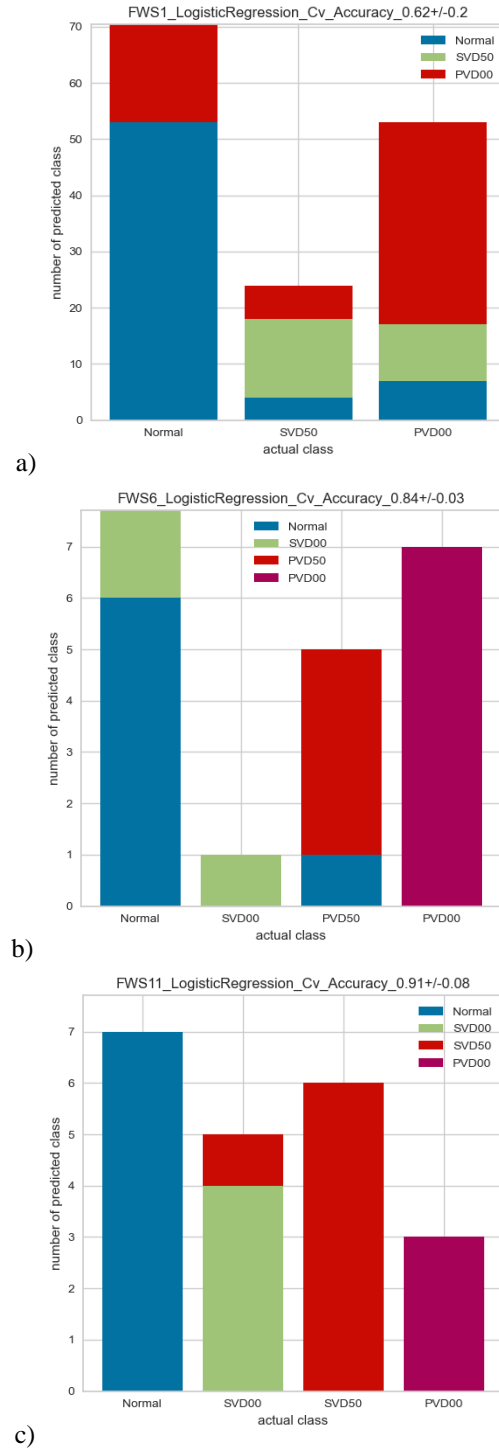 FWS1_LogisticRegression_Cv_Accuracy_0.62+/-0.2
70
60
50
40
30
20
10
0
number of predicted class
Normal
SVD50
PVD00
Normal SVD50 PVD00
actual class
a)
FWS6_LogisticRegression_Cv_Accuracy_0.84+/-0.03
7
6
5
4
3
2
1
0
number of predicted class
Normal
SVD00
PVD50
PVD00
Normal SVD00 PVD50 PVD00
actual class
b)
FWS11_LogisticRegression_Cv_Accuracy_0.91+/-0.08
7
6
5
4
3
2
1
0
number of predicted class
Normal
SVD00
SVD50
PVD00
Normal SVD00 SVD50 PVD00
actual class
c)